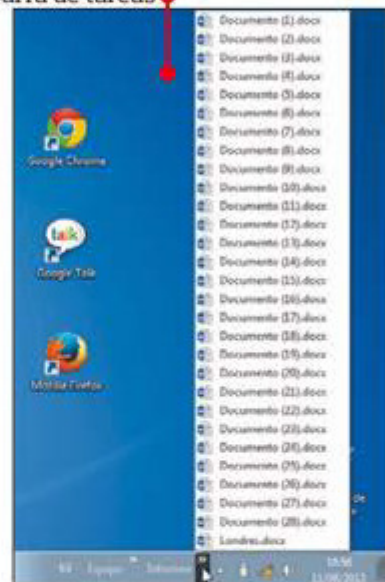 de tareas
Documento (1).docx
Documento (2).docx
Documento (3).docx
Documento (4).docx
Documento (5).docx
Documento (6).docx
Documento (7).docx
Documento (8).docx
Documento (9).docx
Documento (10).docx
Documento (11).docx
Documento (12).docx
Documento (13).docx
Documento (14).docx
Documento (15).docx
Documento (16).docx
Documento (17).docx
Documento (18).docx
Documento (19).docx
Documento (20).docx
Documento (21).docx
Documento (22).docx
Documento (23).docx
Documento (24).docx
Documento (25).docx
Documento (26).docx
Documento (27).docx
Documento (28).docx
Londres.docx
Google Chrome
talk
Google Talk
Mozilla Firefox
de
Equipo